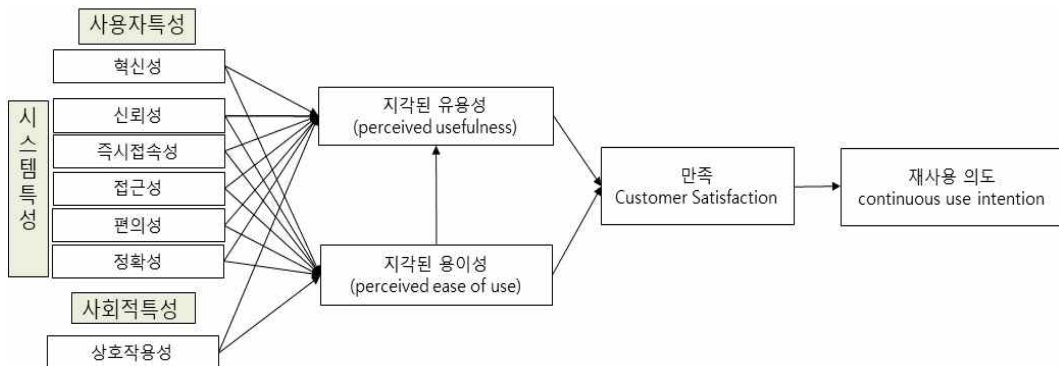 사용자특성
혁신성
시스템특성
신뢰성
즉시접속성
접근성
편의성
정확성
사회적특성
상호작용성
지각된 유용성
(perceived usefulness)
지각된 용이성
(perceived ease of use)
만족
Customer Satisfaction
재사용 의도
continuous use intention